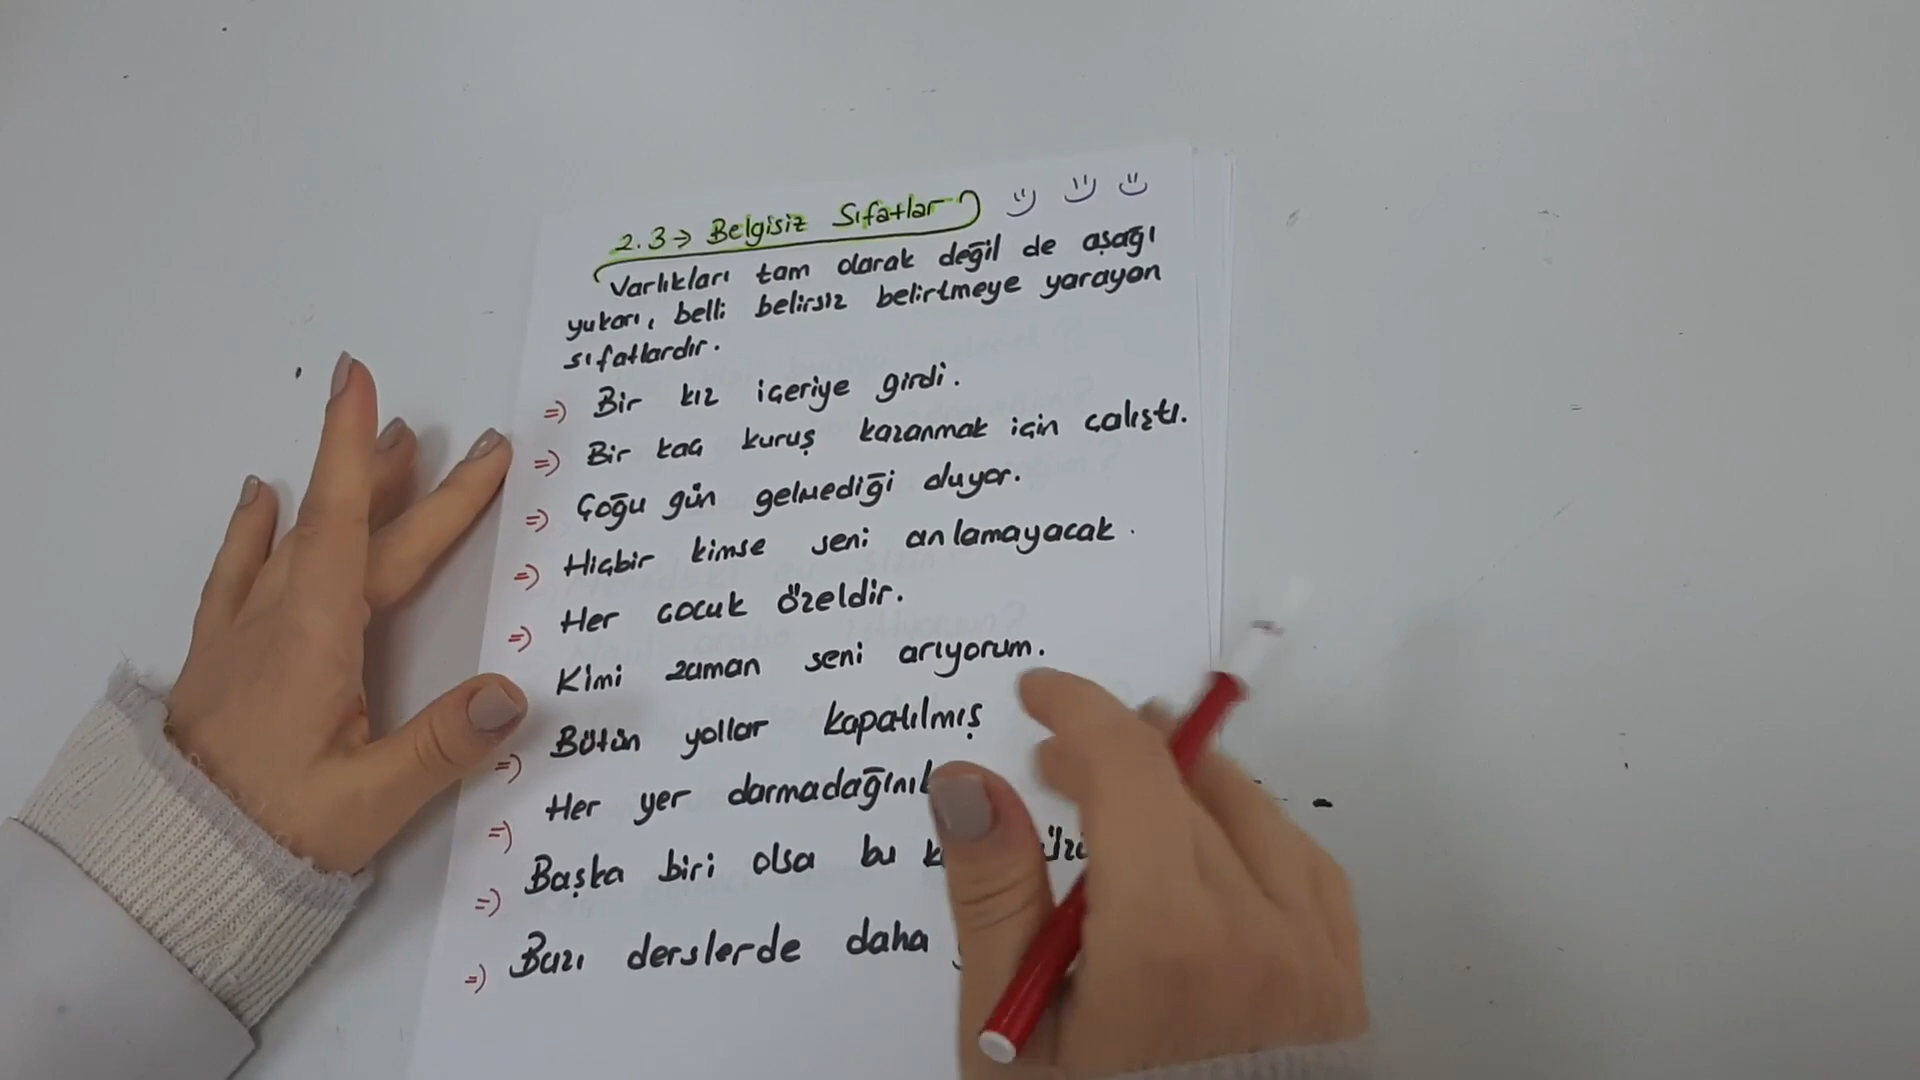 2.3→ Belgisiz Sıfatlar
Varlıkları tam olarak değil de aşağı
yukarı, belli belirsiz belirtmeye yarayan
sıfatlardır.
=) Bir kız içeriye girdi.
=) Bir kaç kuruş kazanmak için çalıştı.
=) Çoğu gün gelmediği oluyor.
=) Hiçbir kimse seni anlamayacak.
=) Her çocuk özeldir.
Kimi zaman seni arıyorum.
=) Bütün yollar kapatılmış
=) Her yer
=) Başka biri olsa bu
=) Bazı derslerde daha